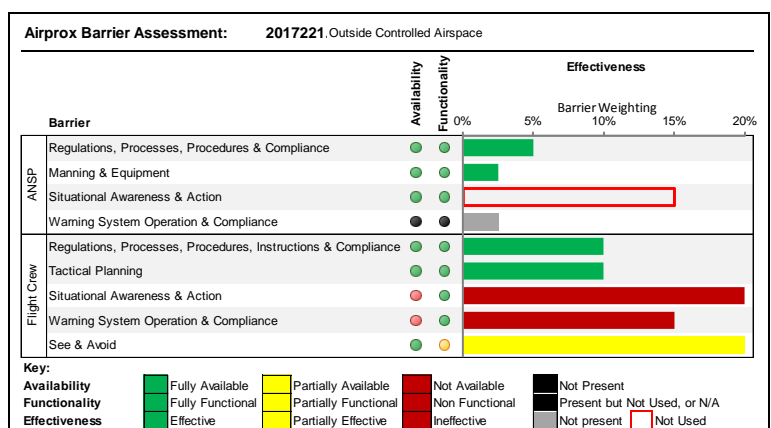 Airprox Barrier Assessment: 2017221.Outside Controlled Airspace
Availability
Functionality
Effectiveness
Barrier Weighting
Barrier
0% 5% 10% 15% 20%
ANSP
Regulations, Processes, Procedures & Compliance
Manning & Equipment
Situational Awareness & Action
Warning System Operation & Compliance
Flight Crew
Regulations, Processes, Procedures, Instructions & Compliance
Tactical Planning
Situational Awareness & Action
Warning System Operation & Compliance
See & Avoid
Key:
Availability Fully Available Partially Available Not Available Not Present
Functionality Fully Functional Partially Functional Non Functional Present but Not Used, or N/A
Effectiveness Effective Partially Effective Ineffective Not present Not Used